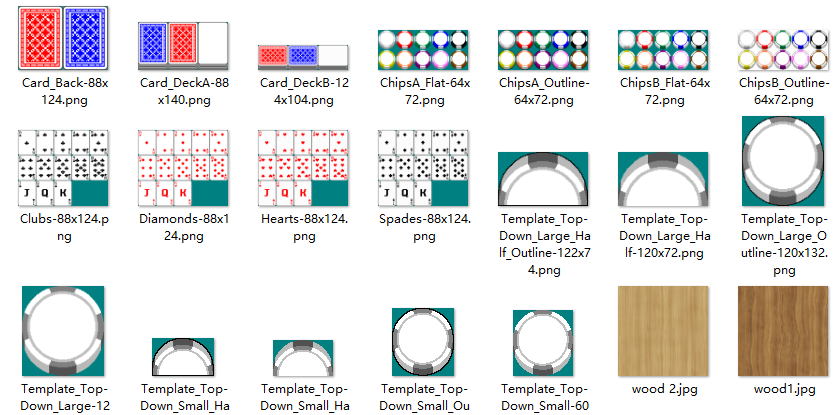 Card_Back-88x
124.png
Card_DeckA-88
x140.png
Card_DeckB-12
4x104.png
ChipsA_Flat-64x
72.png
ChipsA_Outline-
64x72.png
ChipsB_Flat-64x
72.png
ChipsB_Outline-
64x72.png
J Q K
J Q K
J Q K
J Q K
Clubs-88x124.p
ng
Diamonds-88x1
24.png
Hearts-88x124.
png
Spades-88x124.
png
Template_Top-
Down_Large_Ha
lf_Outline-122x7
4.png
Template_Top-
Down_Large_Ha
lf-120x72.png
Template_Top-
Down_Large_O
utline-120x132.
png
Template_Top-
Down_Large-12
Template_Top-
Down_Small_Ha
Template_Top-
Down_Small_Ha
Template_Top-
Down_Small_Ou
Template_Top-
Down_Small-60
wood 2.jpg
wood1.jpg